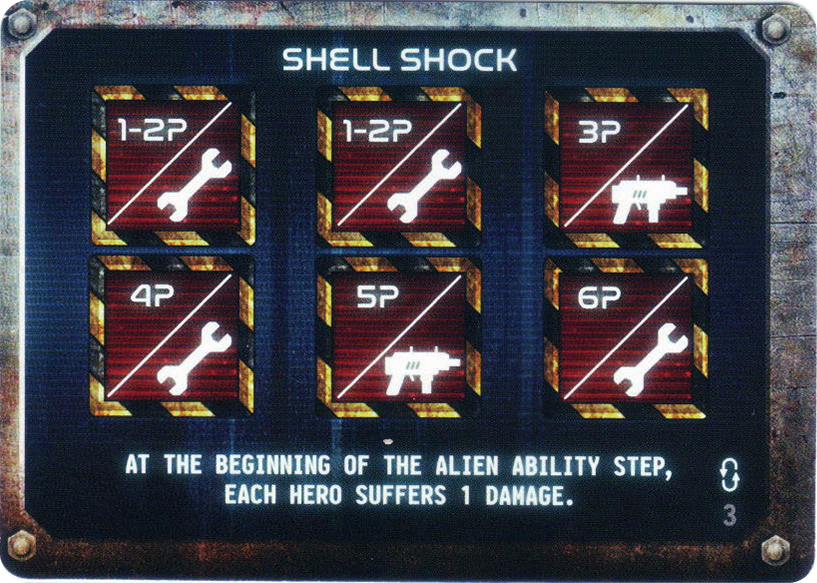 SHELL SHOCK
1-2P 1-2P 3P
4P 5P 6P
AT THE BEGINNING OF THE ALIEN ABILITY STEP,
EACH HERO SUFFERS 1 DAMAGE.
3